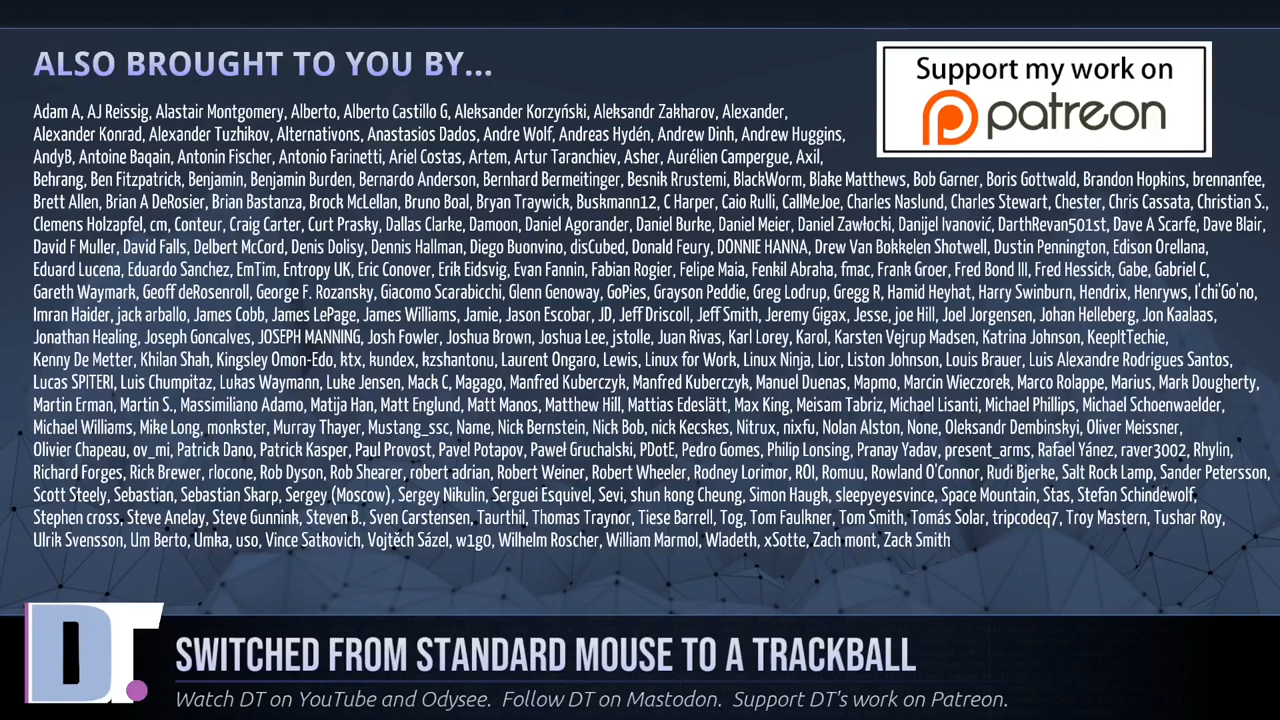 ALSO BROUGHT TO YOU BY...
Support my work on
patreon
Adam A, AJ Reissig, Alastair Montgomery, Alberto, Alberto Castillo G, Aleksander Korzyński, Aleksandr Zakharov, Alexander,
Alexander Konrad, Alexander Tuzhikov, Alternativons, Anastasios Dados, Andre Wolf, Andreas Hydén, Andrew Dinh, Andrew Huggins,
AndyB, Antoine Baqain, Antonin Fischer, Antonio Farinetti, Ariel Costas, Artem, Artur Taranchiev, Asher, Aurélien Campergue, Axil,
Behrang, Ben Fitzpatrick, Benjamin, Benjamin Burden, Bernardo Anderson, Bernhard Bermeitinger, Besnik Rrustemi, BlackWorm, Blake Matthews, Bob Garner, Boris Gottwald, Brandon Hopkins, brennanfee,
Brett Allen, Brian A DeRosier, Brian Bastanza, Brock McLellan, Bruno Boal, Bryan Traywick, Buskmann12, C Harper, Caio Rulli, CallMeJoe, Charles Naslund, Charles Stewart, Chester, Chris Cassata, Christian S.,
Clemens Holzapfel, cm, Conteur, Craig Carter, Curt Prasky, Dallas Clarke, Damoon, Daniel Agorander, Daniel Burke, Daniel Meier, Daniel Zawłocki, Danijel Ivanović, DarthRevan501st, Dave A Scarfe, Dave Blair,
David F Muller, David Falls, Delbert McCord, Denis Dolisy, Dennis Hallman, Diego Buonvino, disCubed, Donald Feury, DONNIE HANNA, Drew Van Bokkelen Shotwell, Dustin Pennington, Edison Orellana,
Eduard Lucena, Eduardo Sanchez, EmTim, Entropy UK, Eric Conover, Erik Eidsvig, Evan Fannin, Fabian Rogier, Felipe Maia, Fenkil Abraha, fmac, Frank Groer, Fred Bond III, Fred Hessick, Gabe, Gabriel C,
Gareth Waymark, Geoff deRosenroll, George F. Rozansky, Giacomo Scarabicchi, Glenn Genoway, GoPies, Grayson Peddie, Greg Lodrup, Gregg R, Hamid Heyhat, Harry Swinburn, Hendrix, Henryws, I'chi'Go'no,
Imran Haider, jack arballo, James Cobb, James LePage, James Williams, Jamie, Jason Escobar, JD, Jeff Driscoll, Jeff Smith, Jeremy Gigax, Jesse, joe Hill, Joel Jorgensen, Johan Helleberg, Jon Kaalaas,
Jonathan Healing, Joseph Goncalves, JOSEPH MANNING, Josh Fowler, Joshua Brown, Joshua Lee, jstolle, Juan Rivas, Karl Lorey, Karol, Karsten Vejrup Madsen, Katrina Johnson, KeepItTechie,
Kenny De Metter, Khilan Shah, Kingsley Omon-Edo, ktx, kundex, kzshantonu, Laurent Ongaro, Lewis, Linux for Work, Linux Ninja, Lior, Liston Johnson, Louis Brauer, Luis Alexandre Rodrigues Santos,
Lucas SPITERI, Luis Chumpitaz, Lukas Waymann, Luke Jensen, Mack C, Magago, Manfred Kuberczyk, Manfred Kuberczyk, Manuel Duenas, Mapmo, Marcin Wieczorek, Marco Rolappe, Marius, Mark Dougherty,
Martin Erman, Martin S., Massimiliano Adamo, Matija Han, Matt Englund, Matt Manos, Matthew Hill, Mattias Edeslätt, Max King, Meisam Tabriz, Michael Lisanti, Michael Phillips, Michael Schoenwaelder,
Michael Williams, Mike Long, monkster, Murray Thayer, Mustang_ssc, Name, Nick Bernstein, Nick Bob, nick Kecskes, Nitrux, nixfu, Nolan Alston, None, Oleksandr Dembinskyi, Oliver Meissner,
Olivier Chapeau, ov_mi, Patrick Dano, Patrick Kasper, Paul Provost, Pavel Potapov, Paweł Gruchalski, PDotE, Pedro Gomes, Philip Lonsing, Pranay Yadav, present_arms, Rafael Yánez, raver3002, Rhylin,
Richard Forges, Rick Brewer, rlocone, Rob Dyson, Rob Shearer, robert adrian, Robert Weiner, Robert Wheeler, Rodney Lorimor, ROI, Romuu, Rowland O'Connor, Rudi Bjerke, Salt Rock Lamp, Sander Petersson,
Scott Steely, Sebastian, Sebastian Skarp, Sergey (Moscow), Sergey Nikulin, Serguei Esquivel, Sevi, shun kong Cheung, Simon Haugk, sleepyeyesvince, Space Mountain, Stas, Stefan Schindewolf,
Stephen cross, Steve Anelay, Steve Gunnink, Steven B., Sven Carstensen, Taurthil, Thomas Traynor, Tiese Barrell, Tog, Tom Faulkner, Tom Smith, Tomás Solar, tripcodeq7, Troy Mastern, Tushar Roy,
Ulrik Svensson, Um Berto, Umka, uso, Vince Satkovich, Vojtěch Sázel, w1g0, Wilhelm Roscher, William Marmol, Wladeth, xSotte, Zach mont, Zack Smith
DT.
SWITCHED FROM STANDARD MOUSE TO A TRACKBALL
Watch DT on YouTube and Odysee. Follow DT on Mastodon. Support DT's work on Patreon.